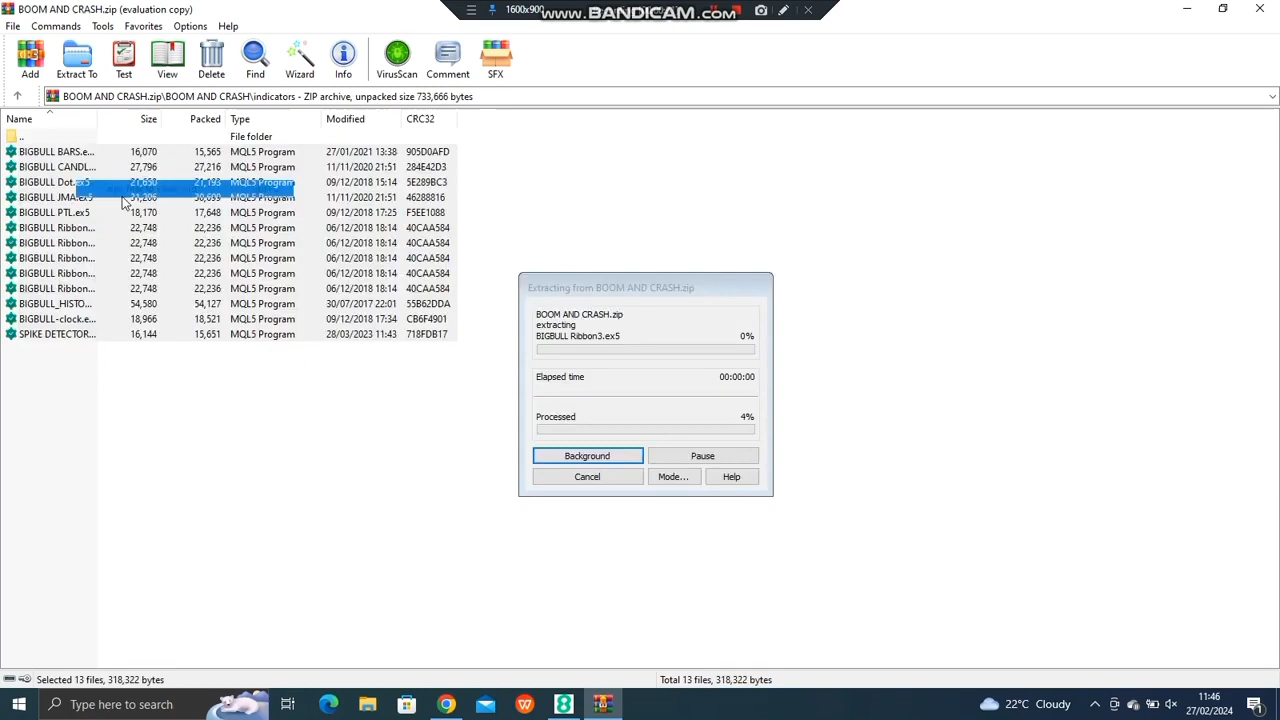 BOOM AND CRASH.zip (evaluation copy)
1600x900
www.BANDICAM.com
File Commands Tools Favorites Options Help
Add Extract To Test View Delete Find Wizard Info VirusScan Comment SFX
BOOM AND CRASH.zip\BOOM AND CRASH\indicators - ZIP archive, unpacked size 733,666 bytes
Name Size Packed Type Modified CRC32
.. File folder
BIGBULL BARS.e... 16,070 15,565 MQL5 Program 27/01/2021 13:38 905D0AFD
BIGBULL CANDL... 27,796 27,216 MQL5 Program 11/11/2020 21:51 284E42D3
BIGBULL Dot.ex5 21,650 21,193 MQL5 Program 09/12/2018 15:14 5E289BC3
BIGBULL JMA.ex5 MQL5 Program 11/11/2020 21:51 46288816
BIGBULL PTL.ex5 18,170 17,648 MQL5 Program 09/12/2018 17:25 F5EE1088
BIGBULL Ribbon... 22,748 22,236 MQL5 Program 06/12/2018 18:14 40CAA584
BIGBULL Ribbon... 22,748 22,236 MQL5 Program 06/12/2018 18:14 40CAA584
BIGBULL Ribbon... 22,748 22,236 MQL5 Program 06/12/2018 18:14 40CAA584
BIGBULL Ribbon... 22,748 22,236 MQL5 Program 06/12/2018 18:14 40CAA584
BIGBULL Ribbon... 22,748 22,236 MQL5 Program 06/12/2018 18:14 40CAA584
BIGBULL_HISTO... 54,580 54,127 MQL5 Program 30/07/2017 22:01 55B62DDA
BIGBULL-clock.e... 18,966 18,521 MQL5 Program 09/12/2018 17:34 CB6F4901
SPIKE DETECTOR... 16,144 15,651 MQL5 Program 28/03/2023 11:43 718FDB17
Extracting from BOOM AND CRASH.zip
BOOM AND CRASH.zip
extracting
BIGBULL Ribbon3.ex5 0%
Elapsed time 00:00:00
Processed 4%
Background Pause
Cancel Mode... Help
Selected 13 files, 318,322 bytes Total 13 files, 318,322 bytes
Type here to search
22°C Cloudy
11:46
27/02/2024